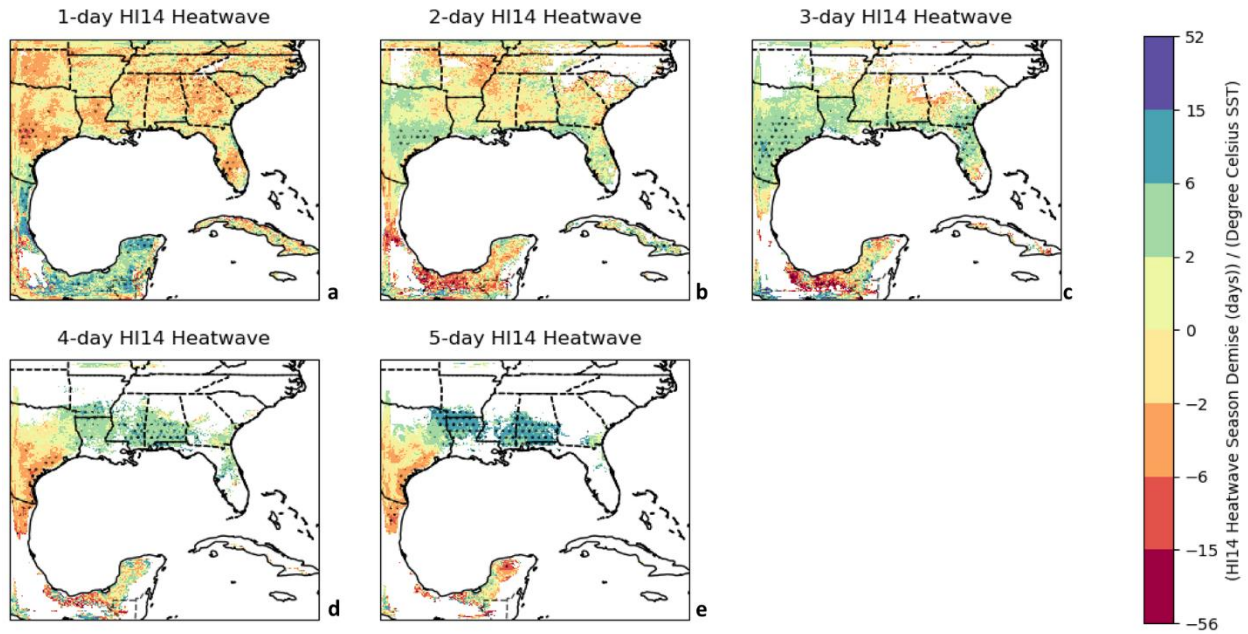 1-day HI14 Heatwave
2-day HI14 Heatwave
3-day HI14 Heatwave
a
b
c
4-day HI14 Heatwave
5-day HI14 Heatwave
d
e
52
15
6
2
0
−2
−6
−15
−56
(HI14 Heatwave Season Demise (days)) / (Degree Celsius SST)